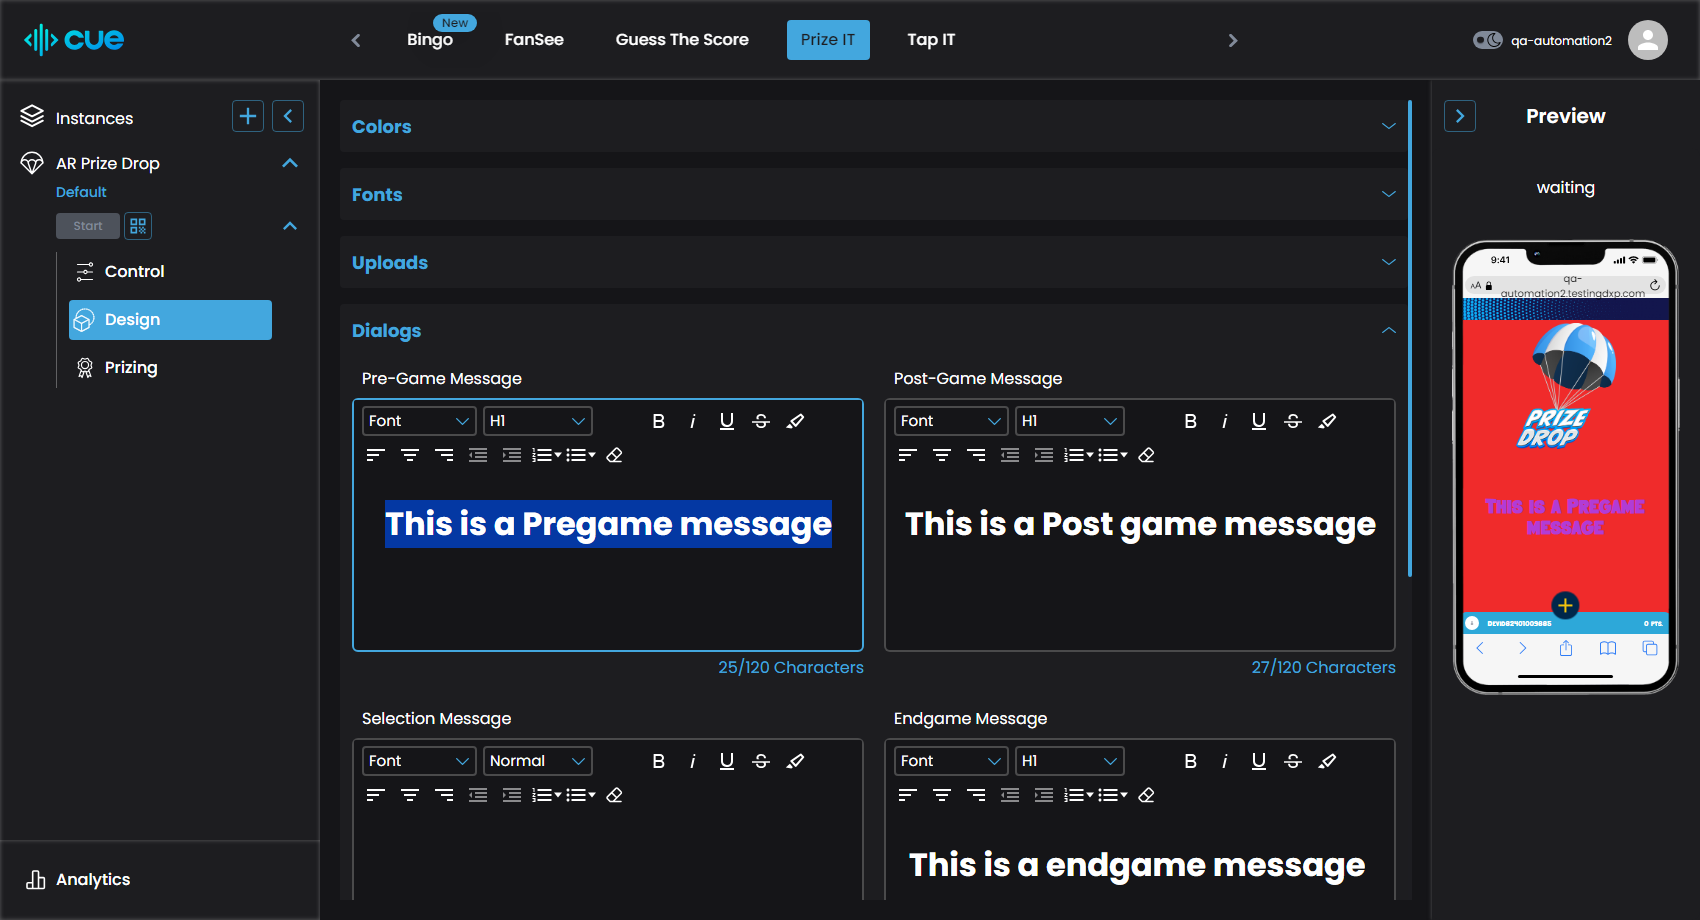 cue
Bingo
New
FanSee
Guess The Score
Prize IT
Tap IT
qa-automation2
Instances
AR Prize Drop
Default
Start
Control
Design
Prizing
Analytics
Colors
Fonts
Uploads
Dialogs
Pre-Game Message
Font
H1
B
i
U
S
This is a Pregame message
25/120 Characters
Post-Game Message
Font
H1
B
i
U
S
This is a Post game message
27/120 Characters
Selection Message
Font
Normal
B
i
U
S
Endgame Message
Font
H1
B
i
U
S
This is a endgame message
Preview
waiting
9:41
AA
qa-
automation2.testingdxp.com
PRIZE
DROP
This is a Pregame
message
0 PTS.